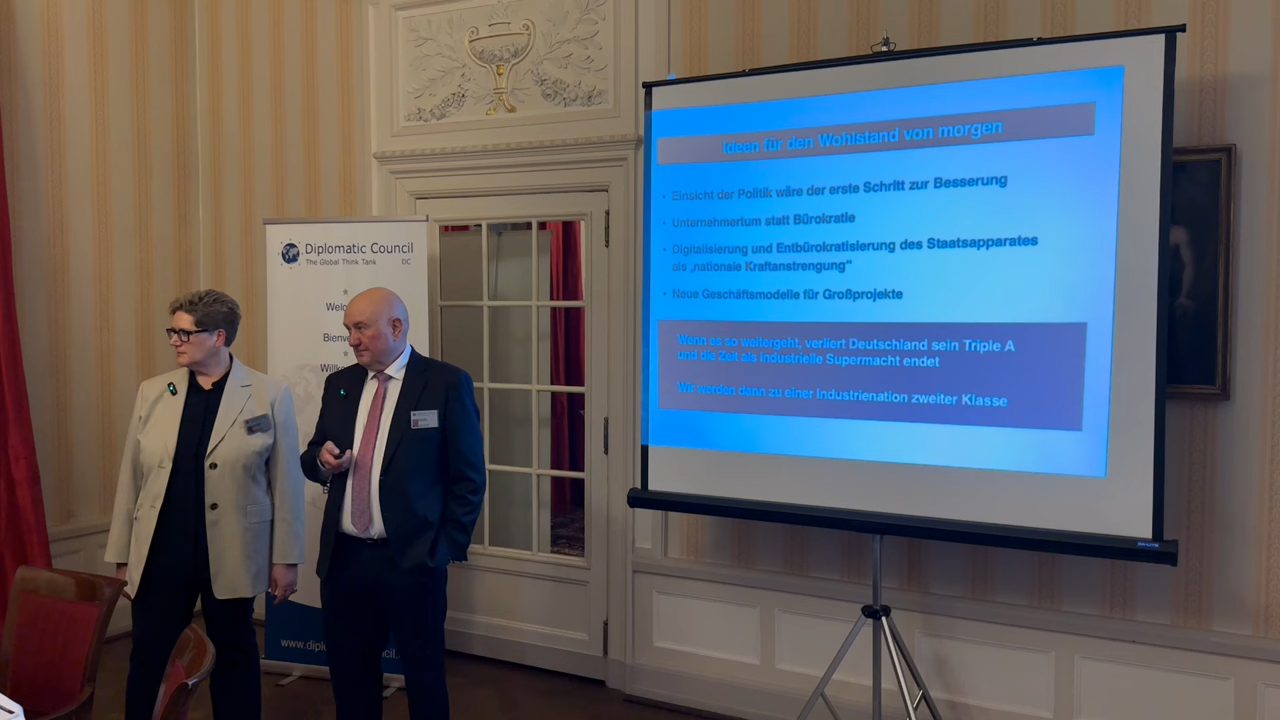 Ideen für den Wohlstand von morgen
• Einsicht der Politik wäre der erste Schritt zur Besserung
• Unternehmertum statt Bürokratie
• Digitalisierung und Entbürokratisierung des Staatsapparates
als „nationale Kraftanstrengung“
• Neue Geschäftsmodelle für Großprojekte
Wenn es so weitergeht, verliert Deutschland sein Triple A
und die Zeit als industrielle Supermacht endet
Wir werden dann zu einer Industrienation zweiter Klasse
Diplomatic Council
The Global Think Tank DC
Welco
Bienve
Willk
www.diplo
cil.